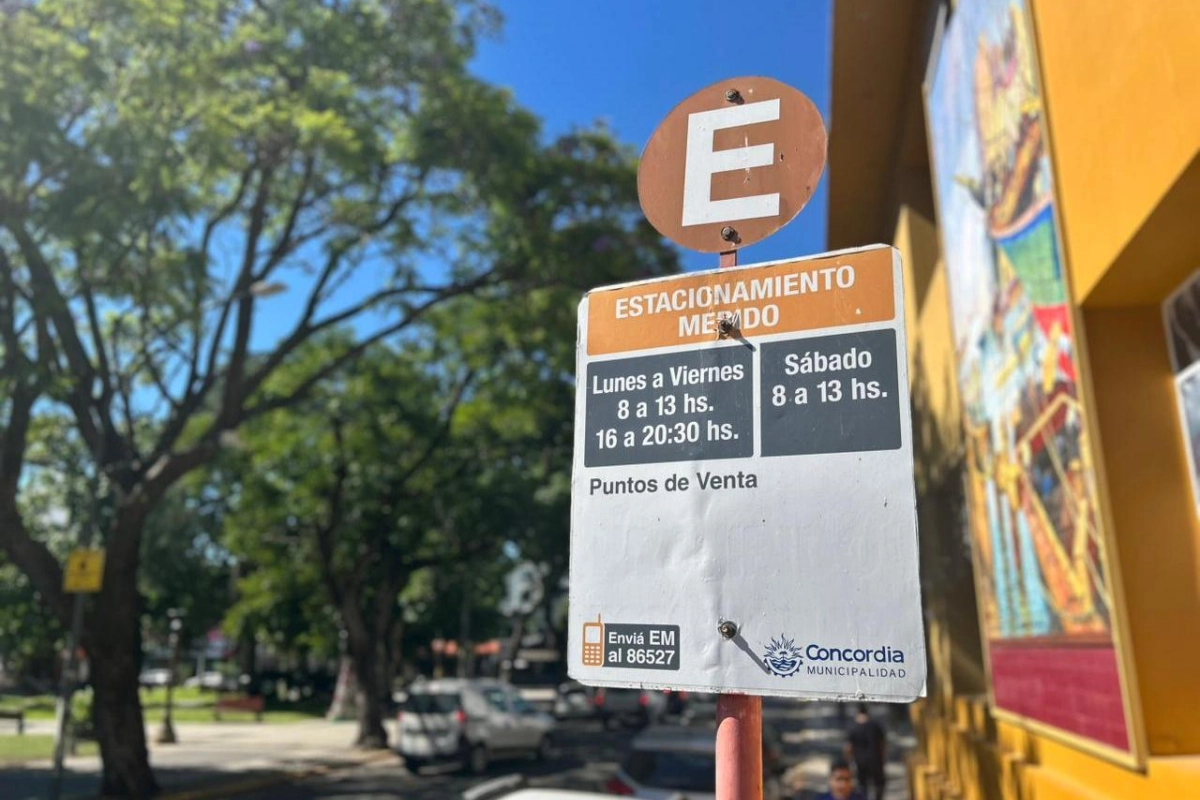 E
ESTACIONAMIENTO
MEDIDO
Lunes a Viernes
8 a 13 hs.
16 a 20:30 hs.
Sábado
8 a 13 hs.
Puntos de Venta
Enviá EM
al 86527
Concordia
MUNICIPALIDAD